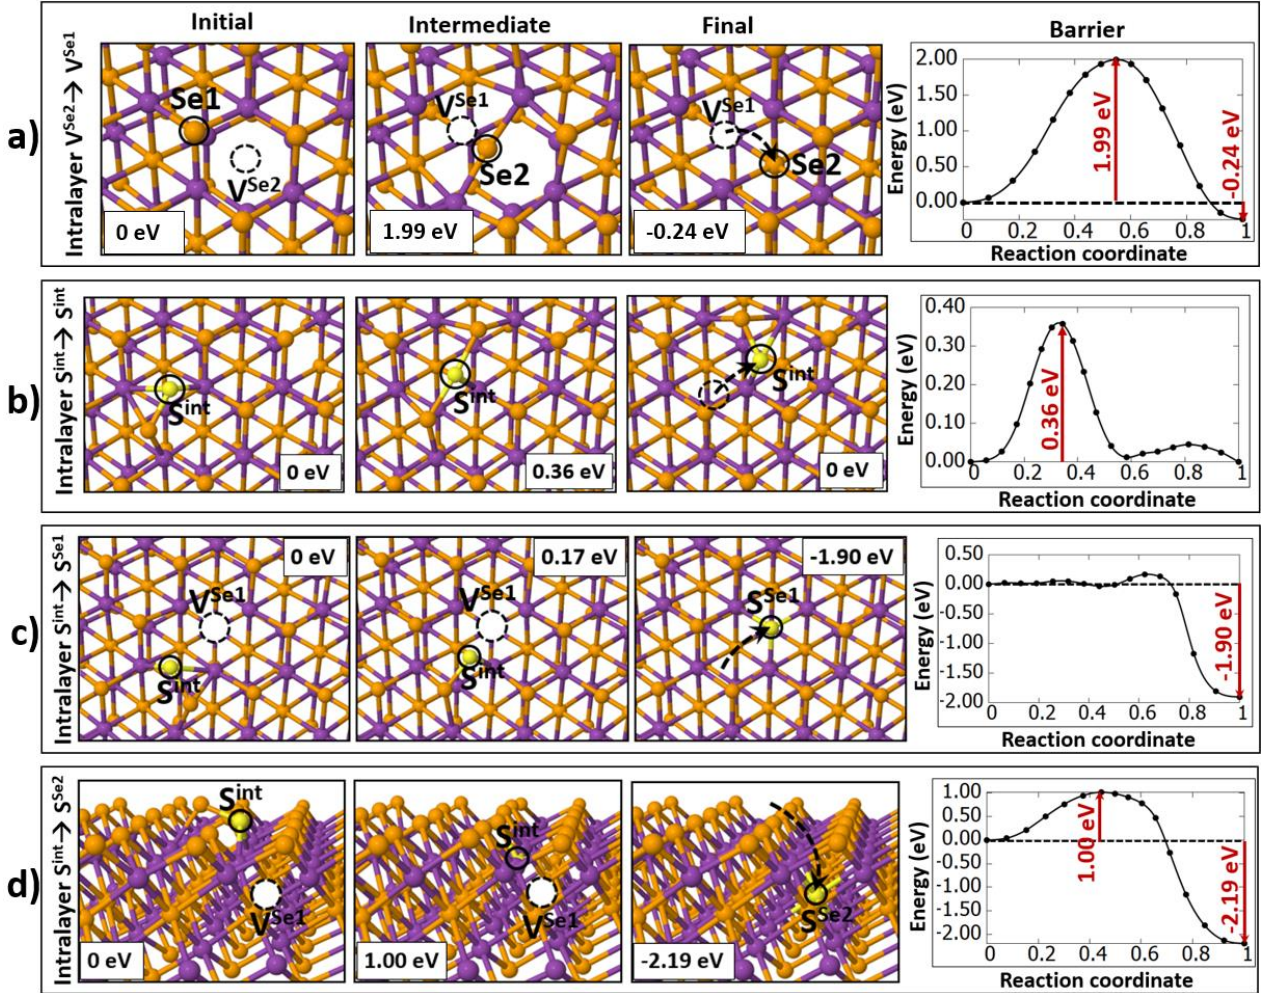 Initial
Intermediate
Final
Barrier
a)
Intralayer V^Se2 → V^Se1
Se1
V^Se2
0 eV
V^Se1
Se2
1.99 eV
V^Se1
Se2
-0.24 eV
Energy (eV)
2.00
1.50
1.00
0.50
0.00
1.99 eV
-0.24 eV
0 0.2 0.4 0.6 0.8 1
Reaction coordinate
b)
Intralayer S^int → S^int
S^int
0 eV
S^int
0.36 eV
S^int
0 eV
Energy (eV)
0.40
0.30
0.20
0.10
0.00
0.36 eV
0 0.2 0.4 0.6 0.8 1
Reaction coordinate
c)
Intralayer S^int → S^Se1
0 eV
V^Se1
S^int
0.17 eV
V^Se1
S^int
-1.90 eV
S^Se1
Energy (eV)
0.50
0.00
-0.50
-1.00
-1.50
-2.00
-1.90 eV
0 0.2 0.4 0.6 0.8 1
Reaction coordinate
d)
Intralayer S^int → S^Se2
S^int
V^Se1
0 eV
S^int
V^Se1
1.00 eV
S^Se2
-2.19 eV
Energy (eV)
1.00
0.00
-0.50
-1.00
-1.50
-2.00
1.00 eV
-2.19 eV
0 0.2 0.4 0.6 0.8 1
Reaction coordinate